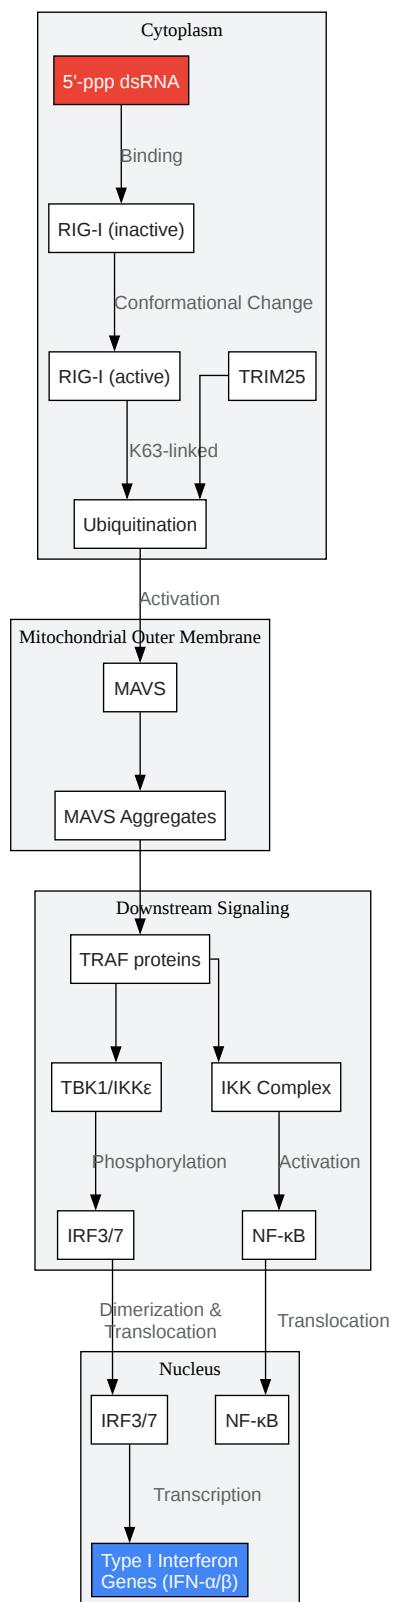 Cytoplasm
5'-ppp dsRNA
Binding
RIG-I (inactive)
Conformational Change
RIG-I (active)
TRIM25
K63-linked
Ubiquitination
Activation
Mitochondrial Outer Membrane
MAVS
MAVS Aggregates
Downstream Signaling
TRAF proteins
TBK1/IKKε
IKK Complex
Phosphorylation
Activation
IRF3/7
NF-κB
Dimerization &
Translocation
Translocation
Nucleus
IRF3/7
NF-κB
Transcription
Type I Interferon
Genes (IFN-α/β)